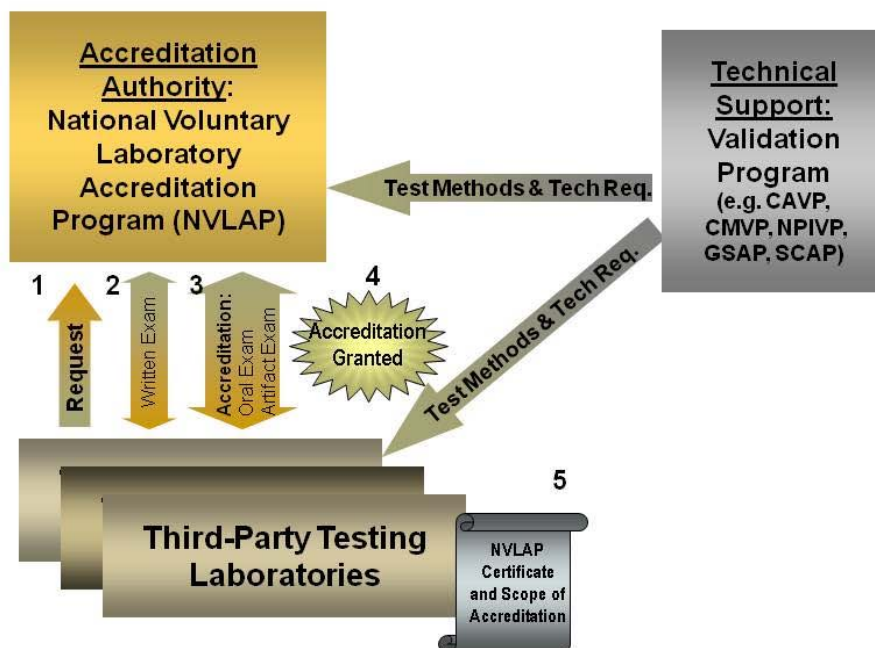 Accreditation
Authority:
National Voluntary
Laboratory
Accreditation
Program (NVLAP)
Technical
Support:
Validation
Program
(e.g. CAVP,
CMVP, NPIVP,
GSAP, SCAP)
Test Methods & Tech Req.
Test Methods & Tech Req.
1
Request
2
Written Exam
3
Accreditation:
Oral Exam
Artifact Exam
4
Accreditation
Granted
Third-Party Testing
Laboratories
5
NVLAP
Certificate
and Scope of
Accreditation